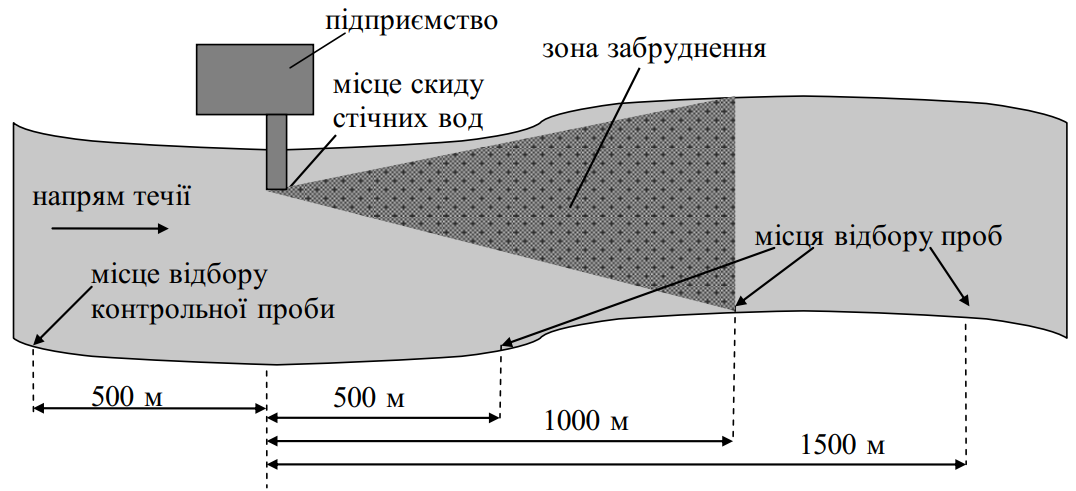 підприємство
зона забруднення
місце скиду
стічних вод
напрям течії
місця відбору проб
місце відбору
контрольної проби
500 м
500 м
1000 м
1500 м